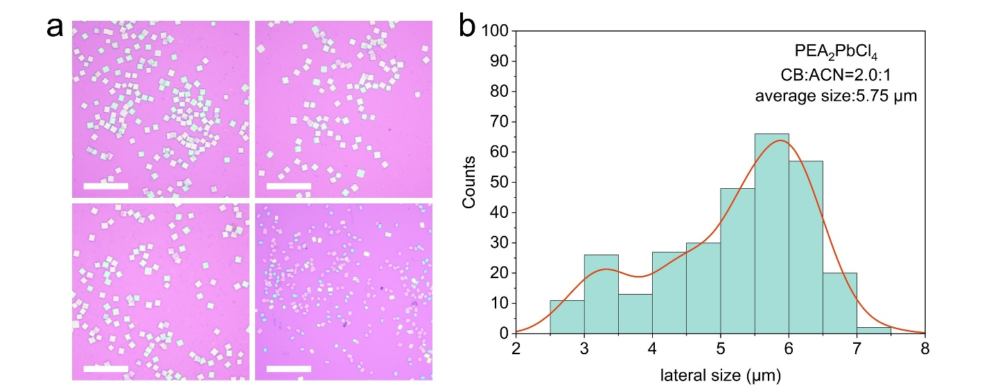 a
b
100
90
80
70
60
50
40
30
20
10
0
Counts
PEA₂PbCl₄
CB:ACN=2.0:1
average size:5.75 μm
2 3 4 5 6 7 8
lateral size (μm)